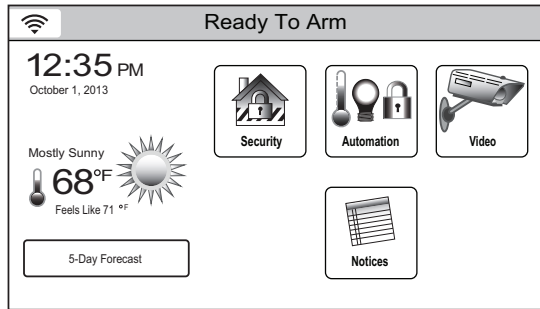 Ready To Arm
12:35 PM
October 1, 2013
Mostly Sunny
68°F
Feels Like 71 °F
5-Day Forecast
Security
Automation
Video
Notices